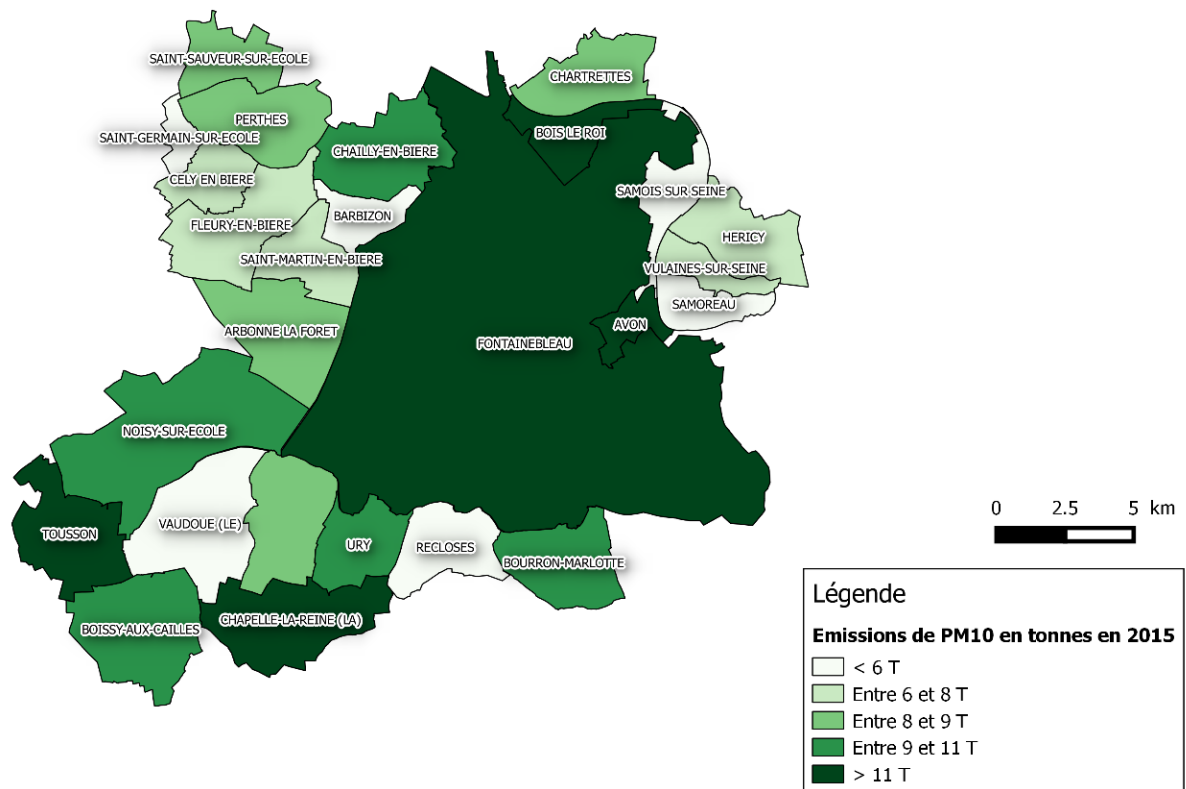 SAINT-SAUVEUR-SUR-ECOLE
CHARTRETTES
PERTHES
BOIS LE ROI
SAINT-GERMAIN-SUR-ECOLE
CHAILLY-EN-BIERE
CELY EN BIERE
SAMOIS SUR SEINE
BARBIZON
FLEURY-EN-BIERE
HERICY
SAINT-MARTIN-EN-BIERE
VULAINES-SUR-SEINE
SAMOREAU
AVON
ARBONNE LA FORET
FONTAINEBLEAU
NOISY-SUR-ECOLE
0 2.5 5 km
VAUDOUE (LE)
TOUSSON
URY
RECLOSES
BOURRON-MARLOTTE
CHAPELLE-LA-REINE (LA)
BOISSY-AUX-CAILLES
Légende
Emissions de PM10 en tonnes en 2015
< 6 T
Entre 6 et 8 T
Entre 8 et 9 T
Entre 9 et 11 T
> 11 T